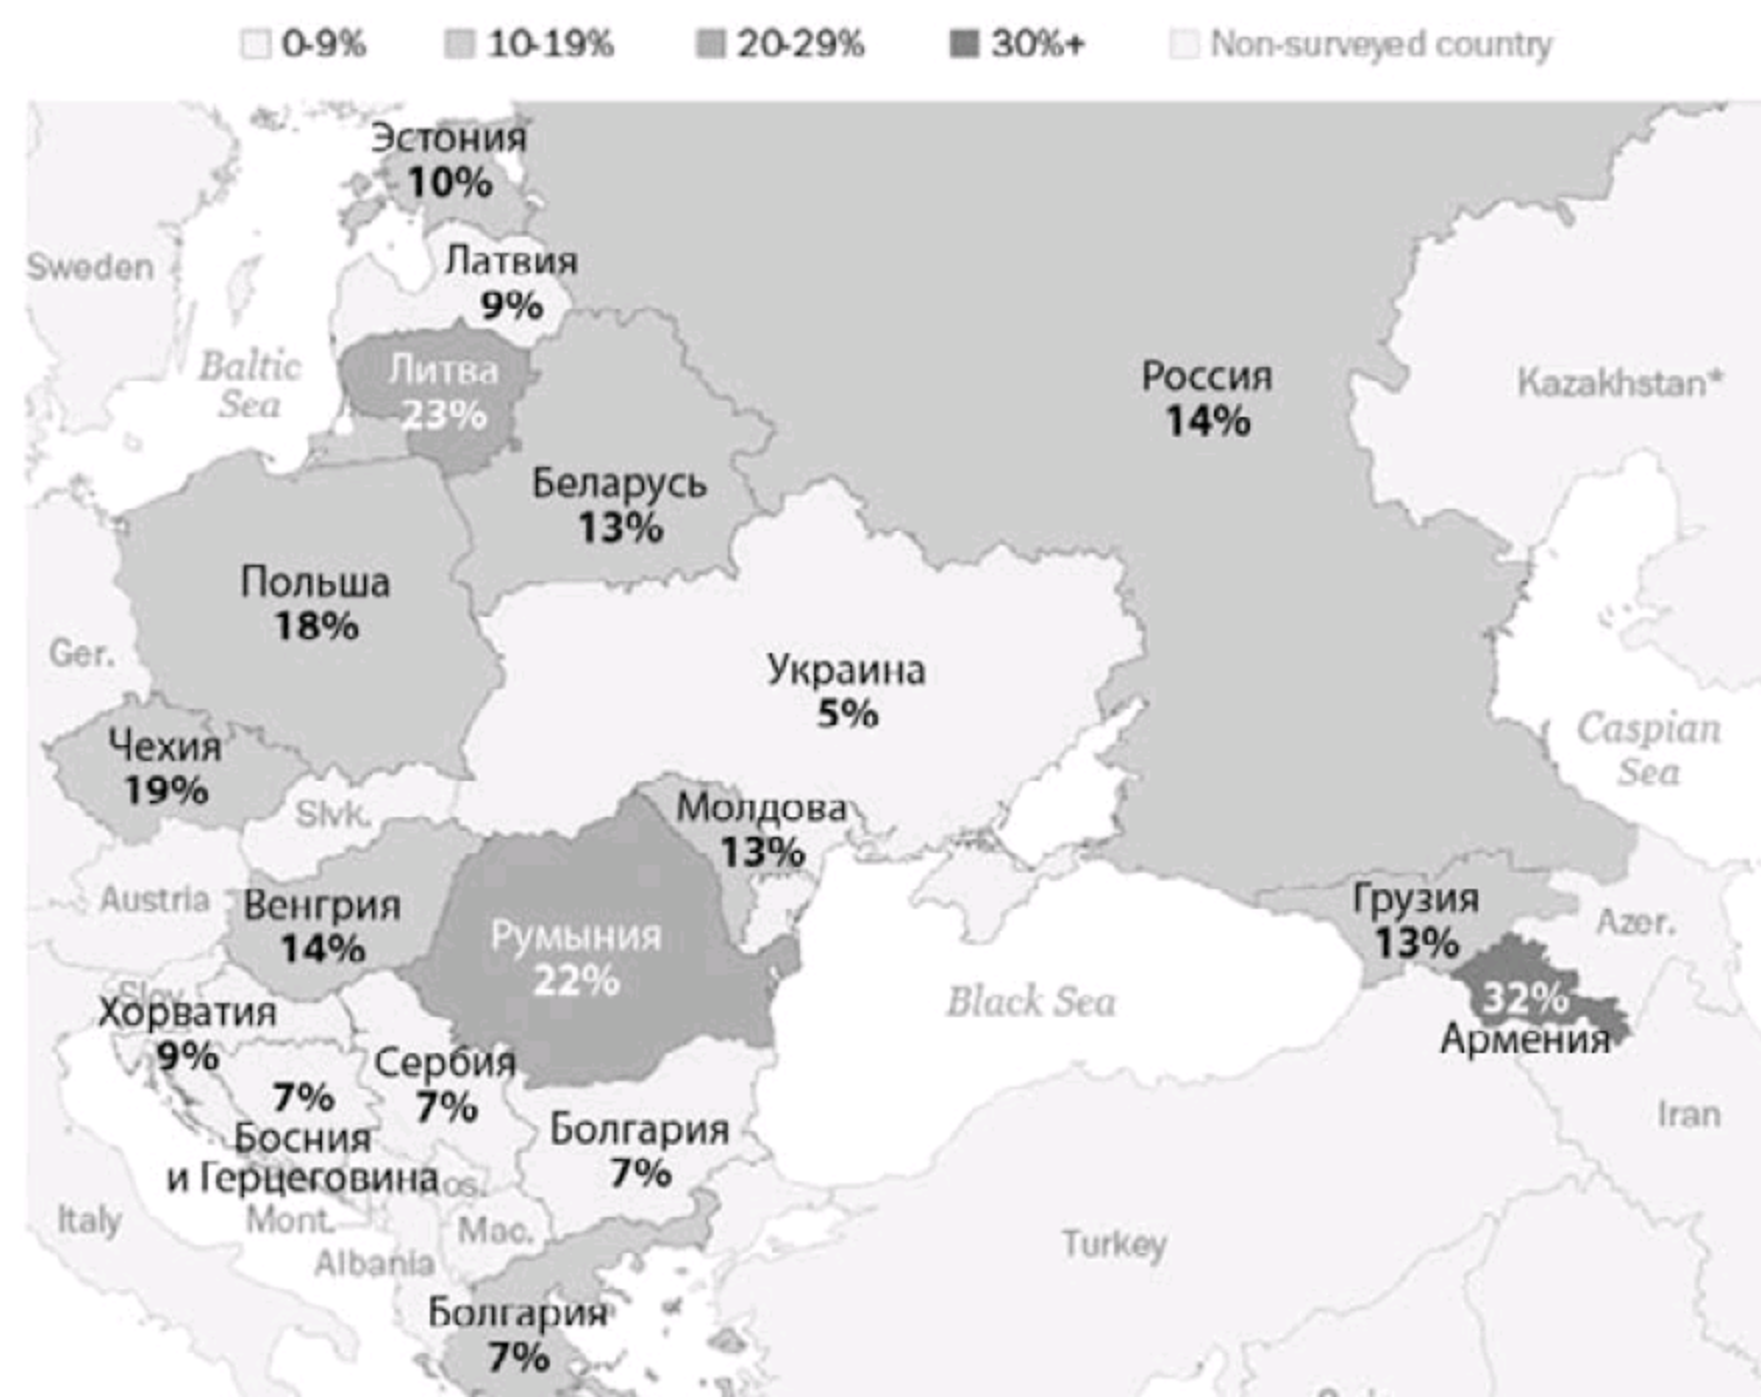 0-9% 10-19% 20-29% 30%+ Non-surveyed country
Эстония
10%
Sweden
Латвия
9%
Baltic
Sea
Литва
23%
Россия
14%
Kazakhstan*
Беларусь
13%
Польша
18%
Ger.
Украина
5%
Чехия
19%
Slvk.
Молдова
13%
Caspian
Sea
Austria
Венгрия
14%
Румыния
22%
Грузия
13%
Azer.
Black Sea
32%
Армения
Slov.
Хорватия
9%
Сербия
7%
7%
Босния
и Герцеговина
os.
Болгария
7%
Iran
Italy
Mont.
Mac.
Albania
Turkey
Болгария
7%